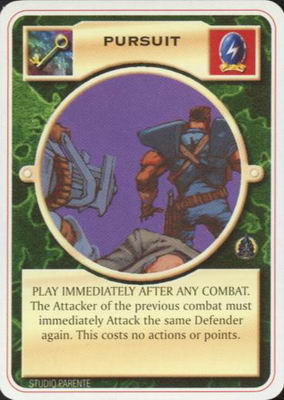 PURSUIT
PLAY IMMEDIATELY AFTER ANY COMBAT.
The Attacker of the previous combat must
immediately Attack the same Defender
again. This costs no actions or points.
STUDIO PARENTE